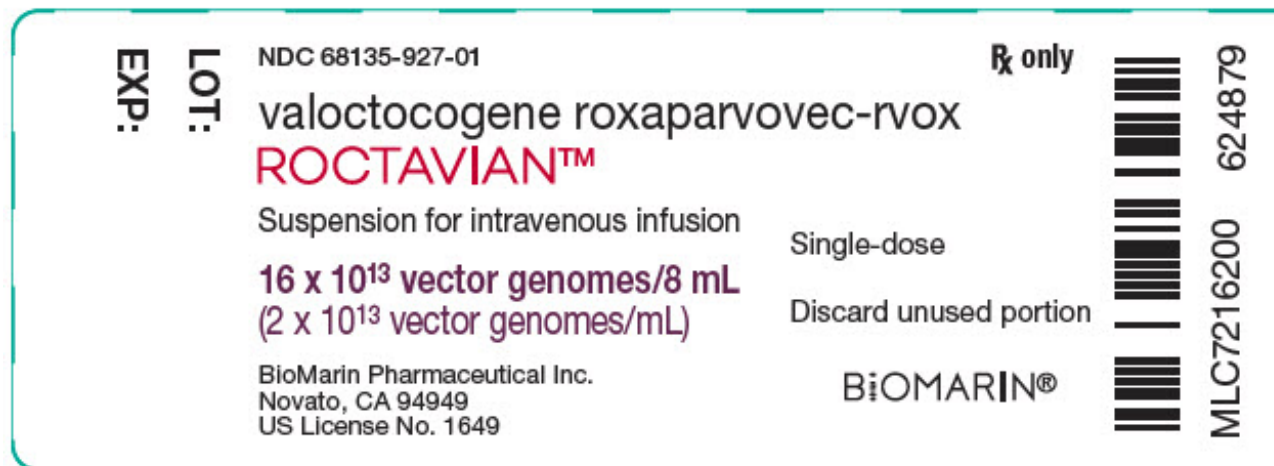 EXP:
LOT:
NDC 68135-927-01
Rx only
valoctocogene roxaparvovec-rvox
ROCTAVIAN™
Suspension for intravenous infusion
16 x 10¹³ vector genomes/8 mL
(2 x 10¹³ vector genomes/mL)
BioMarin Pharmaceutical Inc.
Novato, CA 94949
US License No. 1649
Single-dose
Discard unused portion
BIOMARIN®
MLC7216200 6248879